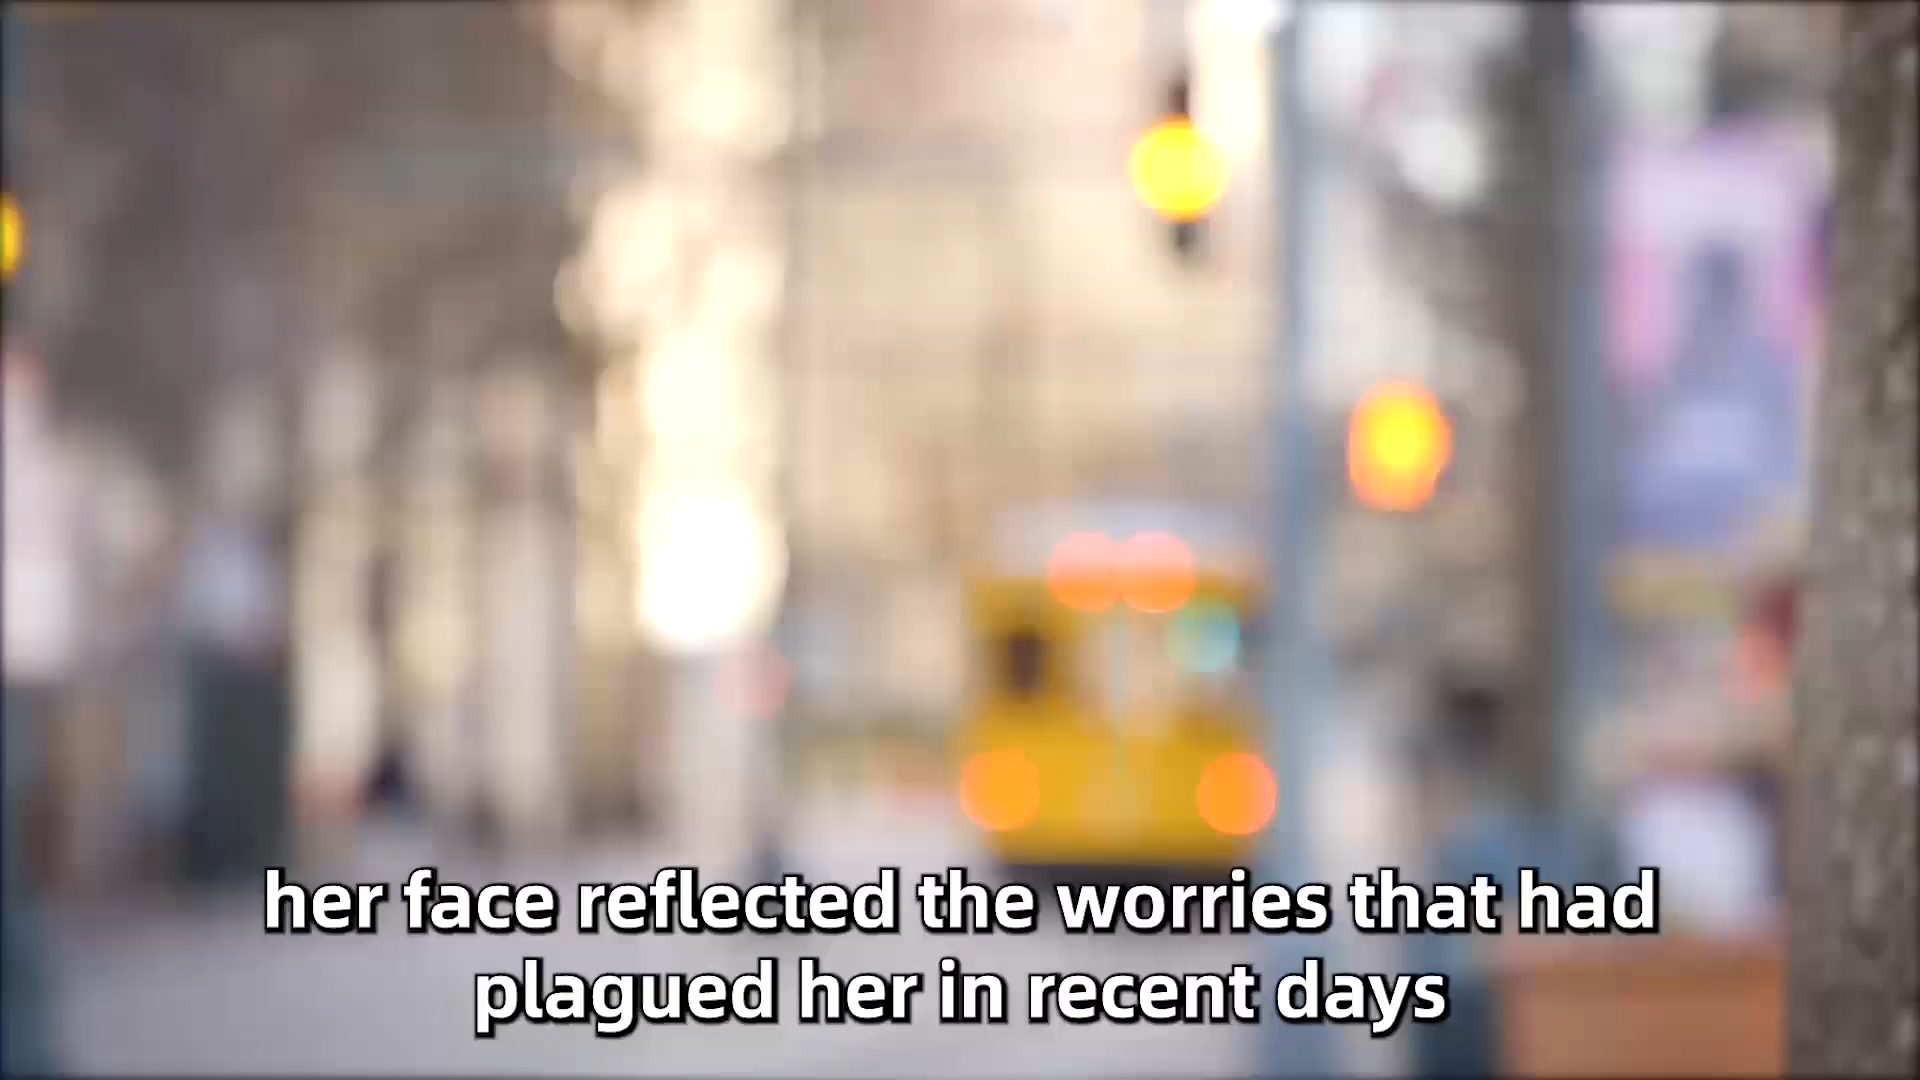 her face reflected the worries that had
plagued her in recent days